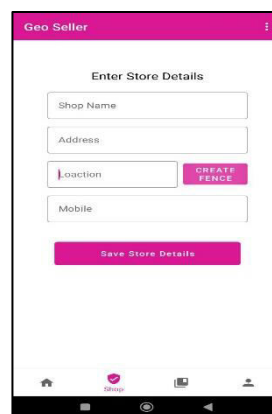 Geo Seller
Enter Store Details
Shop Name
Address
Loaction
CREATE
FENCE
Mobile
Save Store Details
Shop